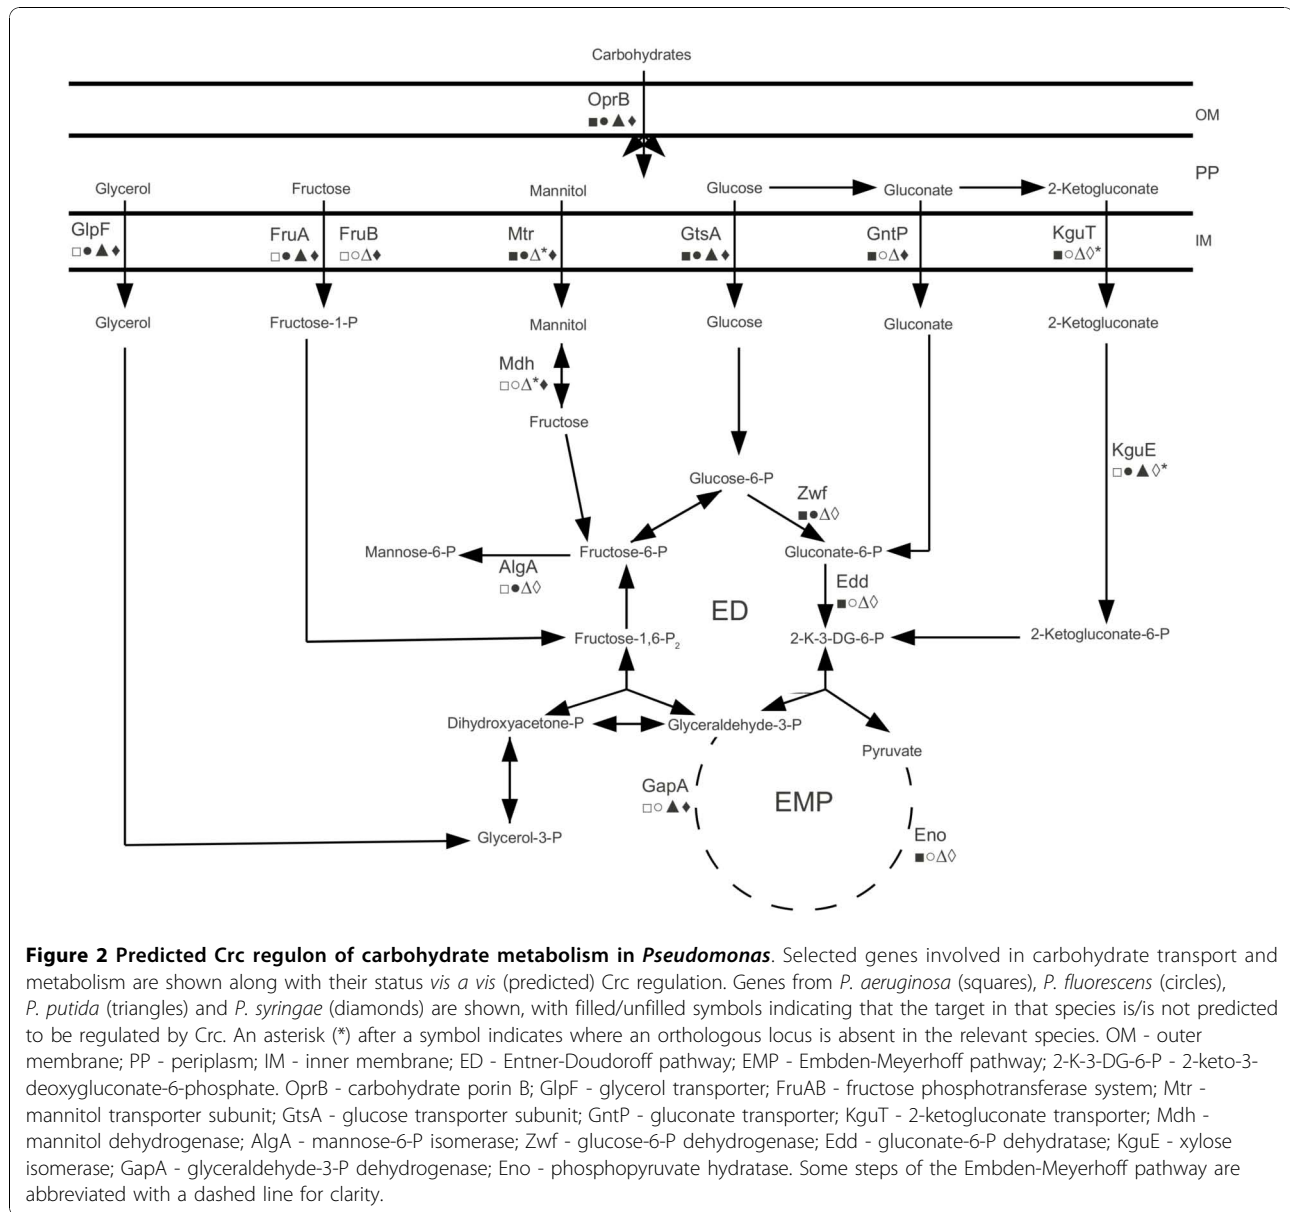 Carbohydrates
OprB
■●▲♦
OM
PP
Glycerol
Fructose
Mannitol
Glucose
Gluconate
2-Ketogluconate
GlpF
□●▲♦
FruA
□●▲♦
FruB
□○Δ♦
Mtr
■●Δ*♦
GtsA
■●▲♦
GntP
■○Δ♦
KguT
■○Δ◊*
IM
Glycerol
Fructose-1-P
Mannitol
Glucose
Gluconate
2-Ketogluconate
Mdh
□○Δ*♦
Fructose
KguE
□●▲◊*
Glucose-6-P
Zwf
■●Δ◊
Mannose-6-P
Fructose-6-P
Gluconate-6-P
AlgA
□●Δ◊
Edd
■○Δ◊
ED
Fructose-1,6-P2
2-K-3-DG-6-P
2-Ketogluconate-6-P
Dihydroxyacetone-P
Glyceraldehyde-3-P
Pyruvate
GapA
□○▲♦
EMP
Glycerol-3-P
Eno
■○Δ◊
Figure 2 Predicted Crc regulon of carbohydrate metabolism in Pseudomonas. Selected genes involved in carbohydrate transport and
metabolism are shown along with their status vis a vis (predicted) Crc regulation. Genes from P. aeruginosa (squares), P. fluorescens (circles),
P. putida (triangles) and P. syringae (diamonds) are shown, with filled/unfilled symbols indicating that the target in that species is/is not predicted
to be regulated by Crc. An asterisk (*) after a symbol indicates where an orthologous locus is absent in the relevant species. OM - outer
membrane; PP - periplasm; IM - inner membrane; ED - Entner-Doudoroff pathway; EMP - Embden-Meyerhoff pathway; 2-K-3-DG-6-P - 2-keto-3-
deoxygluconate-6-phosphate. OprB - carbohydrate porin B; GlpF - glycerol transporter; FruAB - fructose phosphotransferase system; Mtr -
mannitol transporter subunit; GtsA - glucose transporter subunit; GntP - gluconate transporter; KguT - 2-ketogluconate transporter; Mdh -
mannitol dehydrogenase; AlgA - mannose-6-P isomerase; Zwf - glucose-6-P dehydrogenase; Edd - gluconate-6-P dehydratase; KguE - xylose
isomerase; GapA - glyceraldehyde-3-P dehydrogenase; Eno - phosphopyruvate hydratase. Some steps of the Embden-Meyerhoff pathway are
abbreviated with a dashed line for clarity.